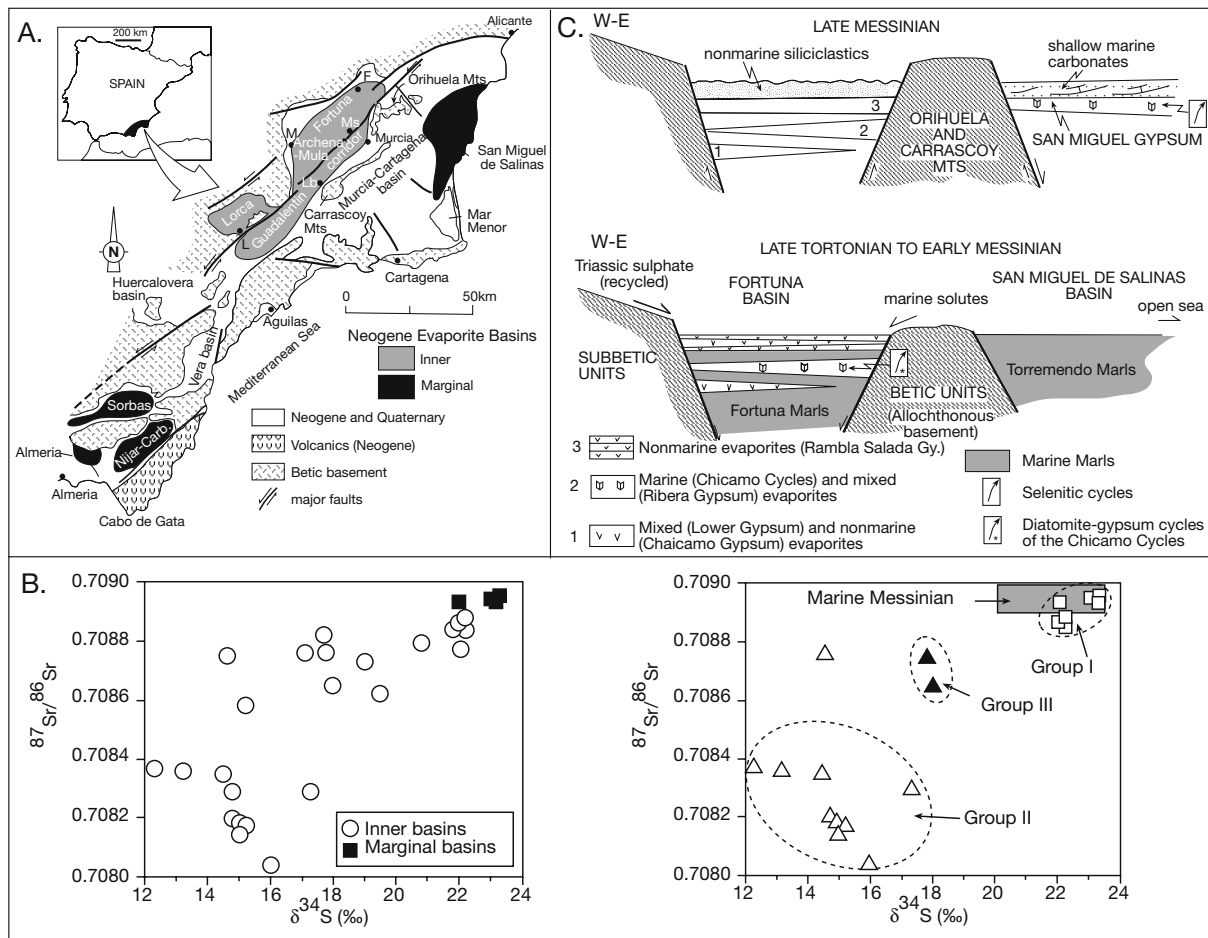 A.
200 km
SPAIN
N
Alicante
F
Orihuela Mts
Fortuna
Ms
M
Archena
-Mula
corridor
Murcia
San Miguel
de Salinas
Lb
Murcia-Cartagena
basin
Lorca
L
Guadalentin
Carrascoy
Mts
Mar
Menor
Cartagena
Huercalovera
basin
Aguilas
0 50km
Vera basin
Mediterranean Sea
Neogene Evaporite Basins
Inner
Marginal
Sorbas
Nijar-Carb.
Almeria
Almeria
Cabo de Gata
Neogene and Quaternary
Volcanics (Neogene)
Betic basement
major faults
C.
W-E
LATE MESSINIAN
nonmarine siliciclastics
shallow marine
carbonates
3
2
1
ORIHUELA
AND
CARRASCOY
MTS
SAN MIGUEL GYPSUM
W-E
LATE TORTONIAN TO EARLY MESSINIAN
Triassic sulphate
(recycled)
FORTUNA
BASIN
marine solutes
SAN MIGUEL DE SALINAS
BASIN
open sea
SUBBETIC
UNITS
Fortuna Marls
BETIC UNITS
(Allochthonous
basement)
Torremendo Marls
*
3 Nonmarine evaporites (Rambla Salada Gy.)
2 Marine (Chicamo Cycles) and mixed
(Ribera Gypsum) evaporites
1 Mixed (Lower Gypsum) and nonmarine
(Chaicamo Gypsum) evaporites
Marine Marls
Selenitic cycles
* Diatomite-gypsum cycles
of the Chicamo Cycles
B.
0.7090
0.7088
0.7086
0.7084
0.7082
0.7080
87Sr/86Sr
12 14 16 18 20 22 24
δ34S (‰)
Inner basins
Marginal basins
0.7090
0.7088
0.7086
0.7084
0.7082
0.7080
87Sr/86Sr
12 14 16 18 20 22 24
δ34S (‰)
Marine Messinian
Group I
Group III
Group II